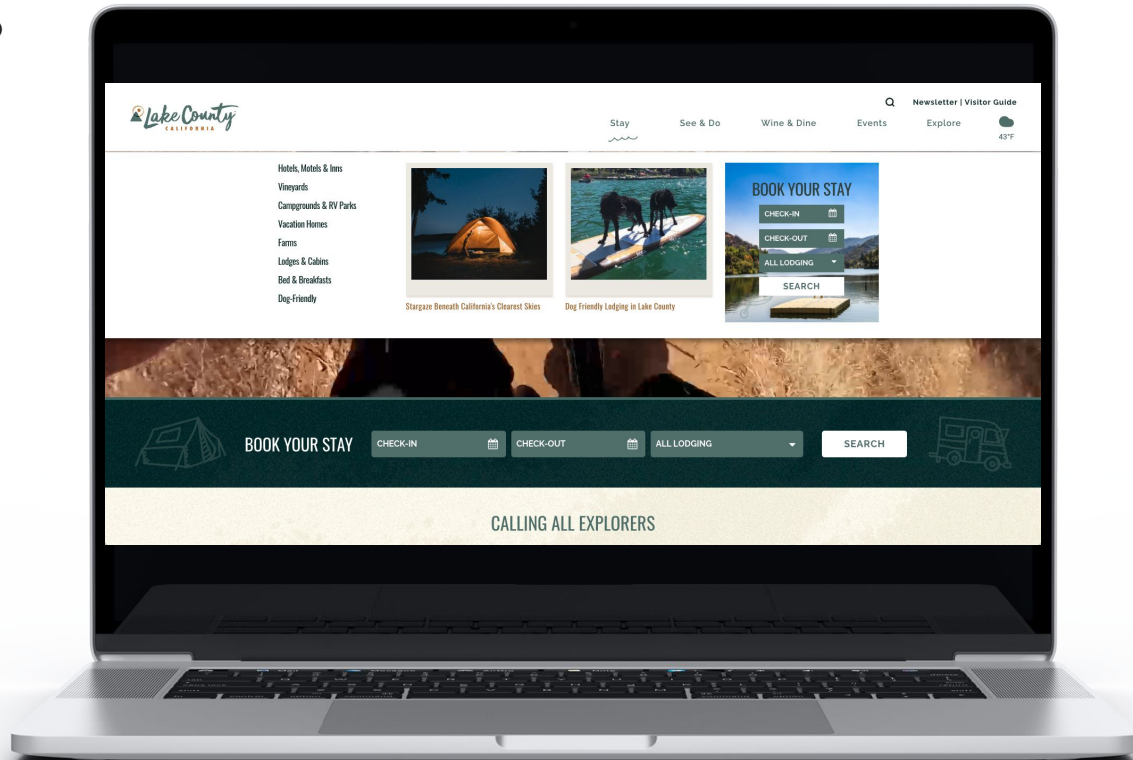 Lake County
CALIFORNIA
Newsletter | Visitor Guide
Stay
See & Do
Wine & Dine
Events
Explore
43°F
Hotels, Motels & Inns
Vineyards
Campgrounds & RV Parks
Vacation Homes
Farms
Lodges & Cabins
Bed & Breakfasts
Dog-Friendly
Stargaze Beneath California's Clearest Skies
Dog Friendly Lodging in Lake County
BOOK YOUR STAY
CHECK-IN
CHECK-OUT
ALL LODGING
SEARCH
BOOK YOUR STAY
CHECK-IN
CHECK-OUT
ALL LODGING
SEARCH
CALLING ALL EXPLORERS